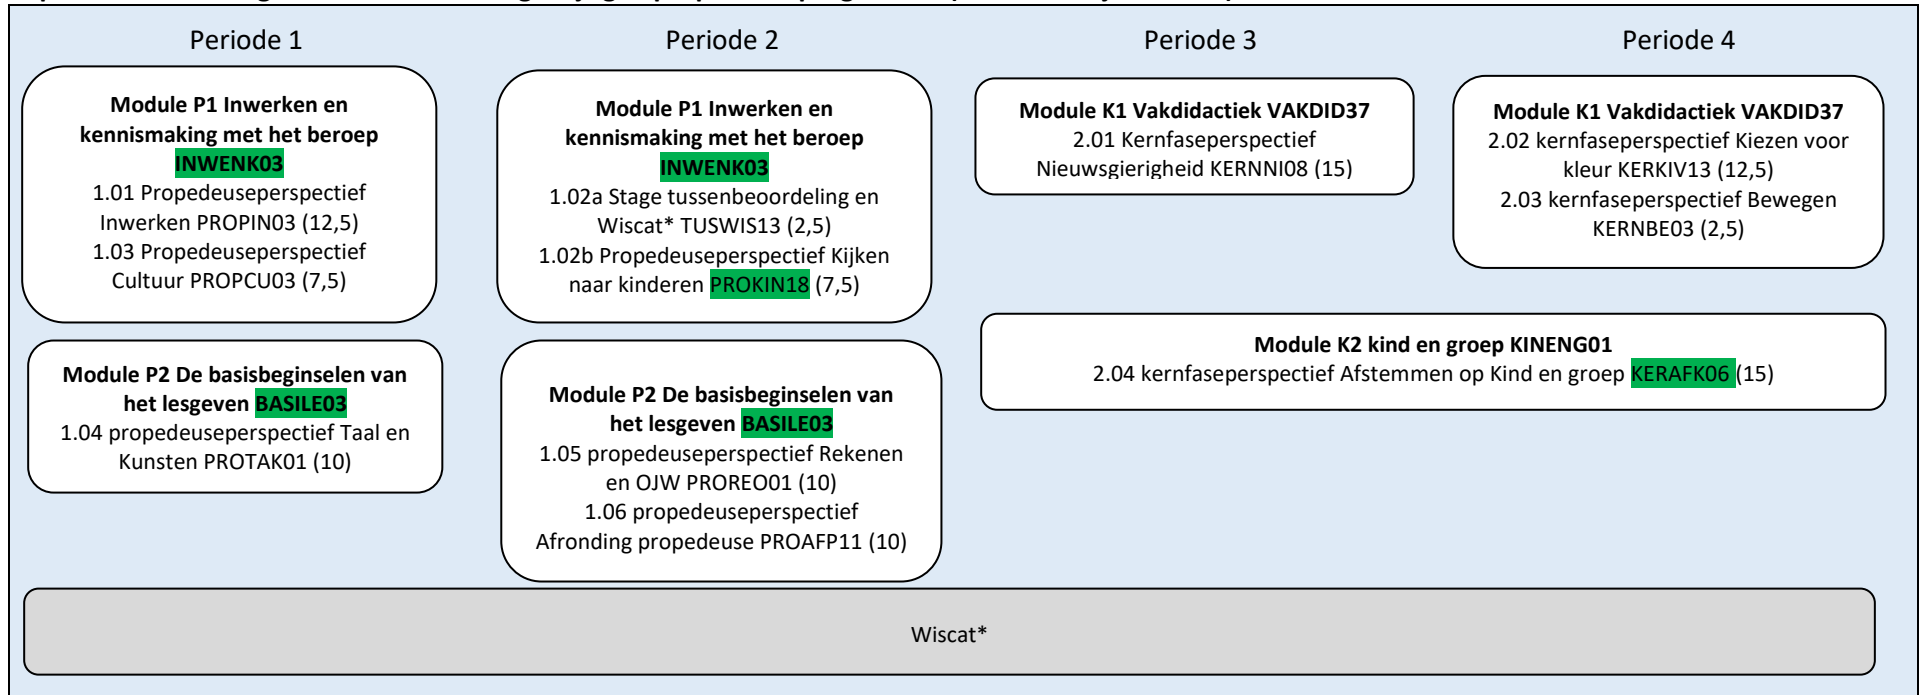 Periode 1
Module P1 Inwerken en
kennismaking met het beroep
INWENK03
1.01 Propedeuseperspectief
Inwerken PROPIN03 (12,5)
1.03 Propedeuseperspectief
Cultuur PROPCU03 (7,5)
Module P2 De basisbeginselen van
het lesgeven BASILE03
1.04 propedeuseperspectief Taal en
Kunsten PROTAK01 (10)
Periode 2
Module P1 Inwerken en
kennismaking met het beroep
INWENK03
1.02a Stage tussenbeoordeling en
Wiscat* TUSWIS13 (2,5)
1.02b Propedeuseperspectief Kijken
naar kinderen PROKIN18 (7,5)
Module P2 De basisbeginselen van
het lesgeven BASILE03
1.05 propedeuseperspectief Rekenen
en OJW PROREO01 (10)
1.06 propedeuseperspectief
Afronding propedeuse PROAFP11 (10)
Periode 3
Module K1 Vakdidactiek VAKDID37
2.01 Kernfaseperspectief
Nieuwsgierigheid KERNNI08 (15)
Periode 4
Module K1 Vakdidactiek VAKDID37
2.02 kernfaseperspectief Kiezen voor
kleur KERKIV13 (12,5)
2.03 kernfaseperspectief Bewegen
KERNBE03 (2,5)
Module K2 kind en groep KINENG01
2.04 kernfaseperspectief Afstemmen op Kind en groep KERAFK06 (15)
Wiscat*